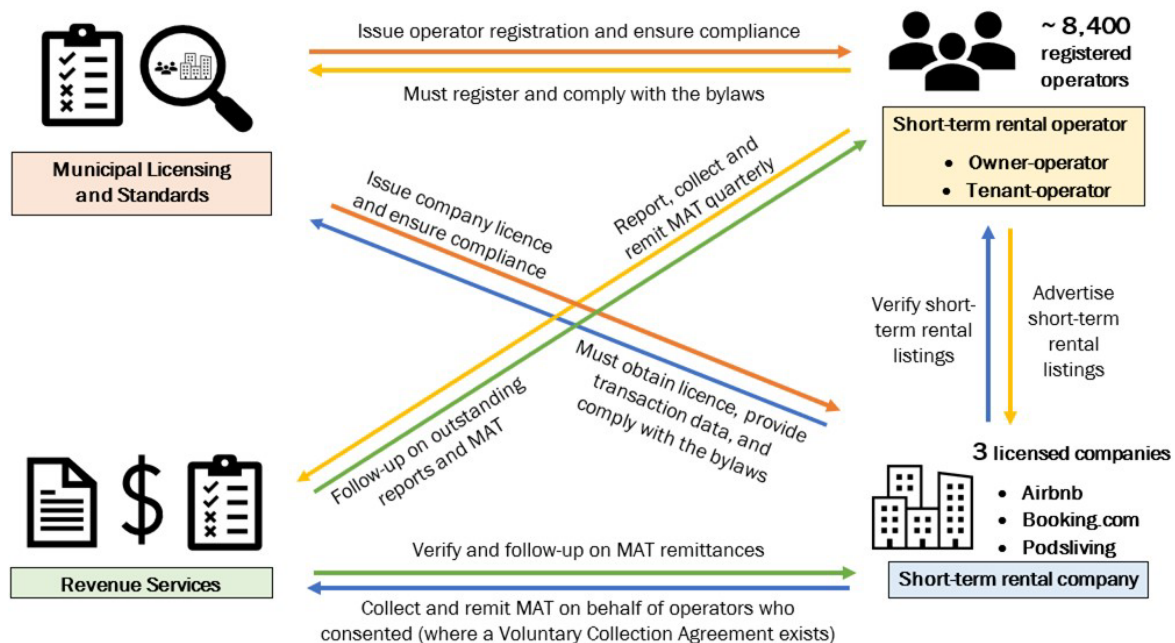 Issue operator registration and ensure compliance
Must register and comply with the bylaws
~ 8,400
registered
operators
Municipal Licensing
and Standards
Short-term rental operator
• Owner-operator
• Tenant-operator
Issue company licence
and ensure compliance
Report, collect and
remit MAT quarterly
Verify short-
term rental
listings
Advertise
short-term
rental
listings
Follow-up on outstanding
reports and MAT
Must obtain licence, provide
transaction data, and
comply with the bylaws
3 licensed companies
• Airbnb
• Booking.com
• Podsliving
$
Revenue Services
Verify and follow-up on MAT remittances
Short-term rental company
Collect and remit MAT on behalf of operators who
consented (where a Voluntary Collection Agreement exists)